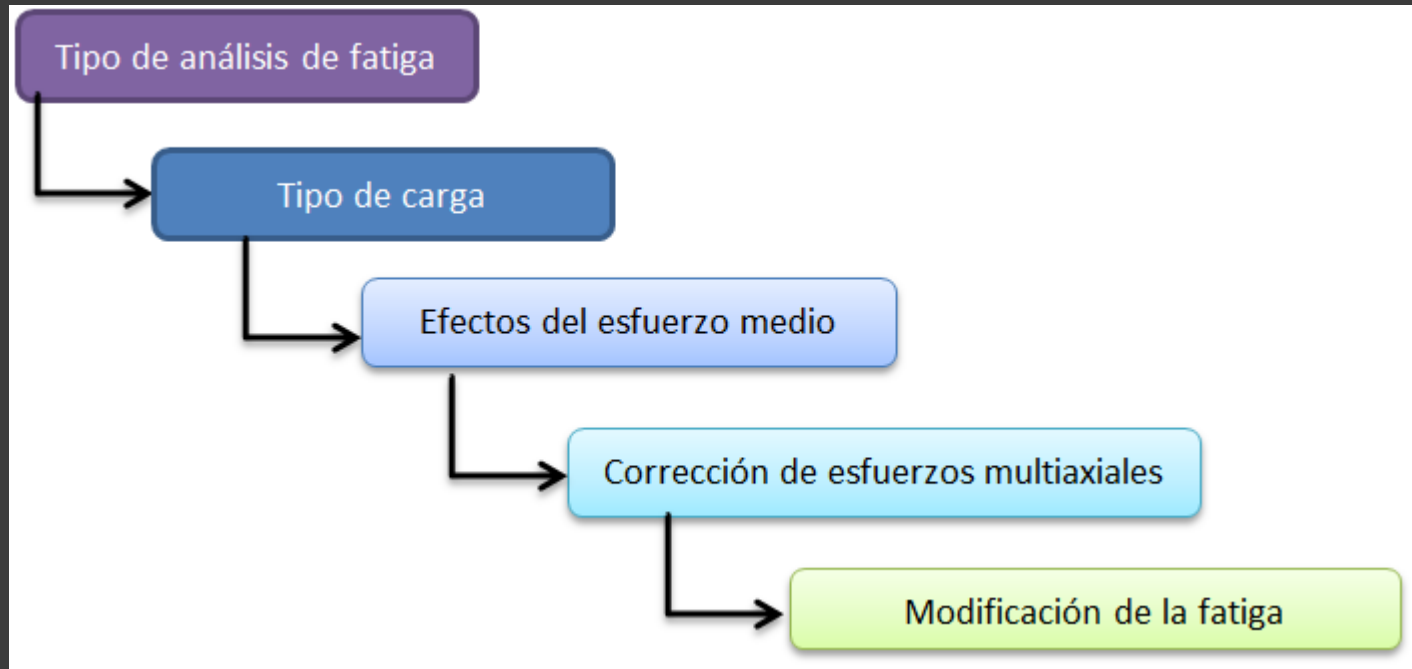 Tipo de análisis de fatiga
Tipo de carga
Efectos del esfuerzo medio
Corrección de esfuerzos multiaxiales
Modificación de la fatiga